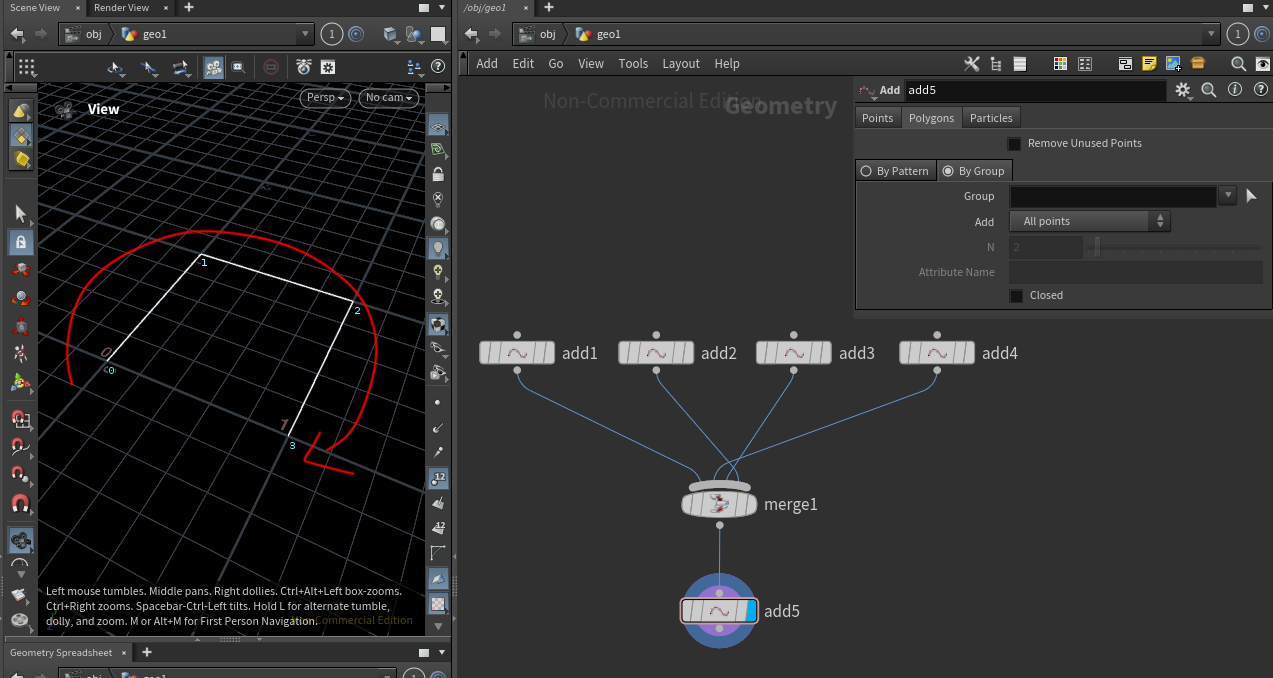 Scene View × Render View × +
obj geo1 1
View
Persp No cam
0
1
2
3
0
1
12
12
Left mouse tumbles. Middle pans. Right dollies. Ctrl+Alt+Left box-zooms.
Ctrl+Right zooms. Spacebar-Ctrl-Left tilts. Hold L for alternate tumble,
dolly, and zoom. M or Alt+M for First Person Navigation.
Non-Commercial Edition
Geometry Spreadsheet × +
obj geo1 1
/obj/geo1 × +
obj geo1 1
Add Edit Go View Tools Layout Help
Non-Commercial Edition
Geometry
Add add5
Points Polygons Particles
Remove Unused Points
By Pattern By Group
Group
Add All points
N 2
Attribute Name
Closed
add1 add2 add3 add4
merge1
add5